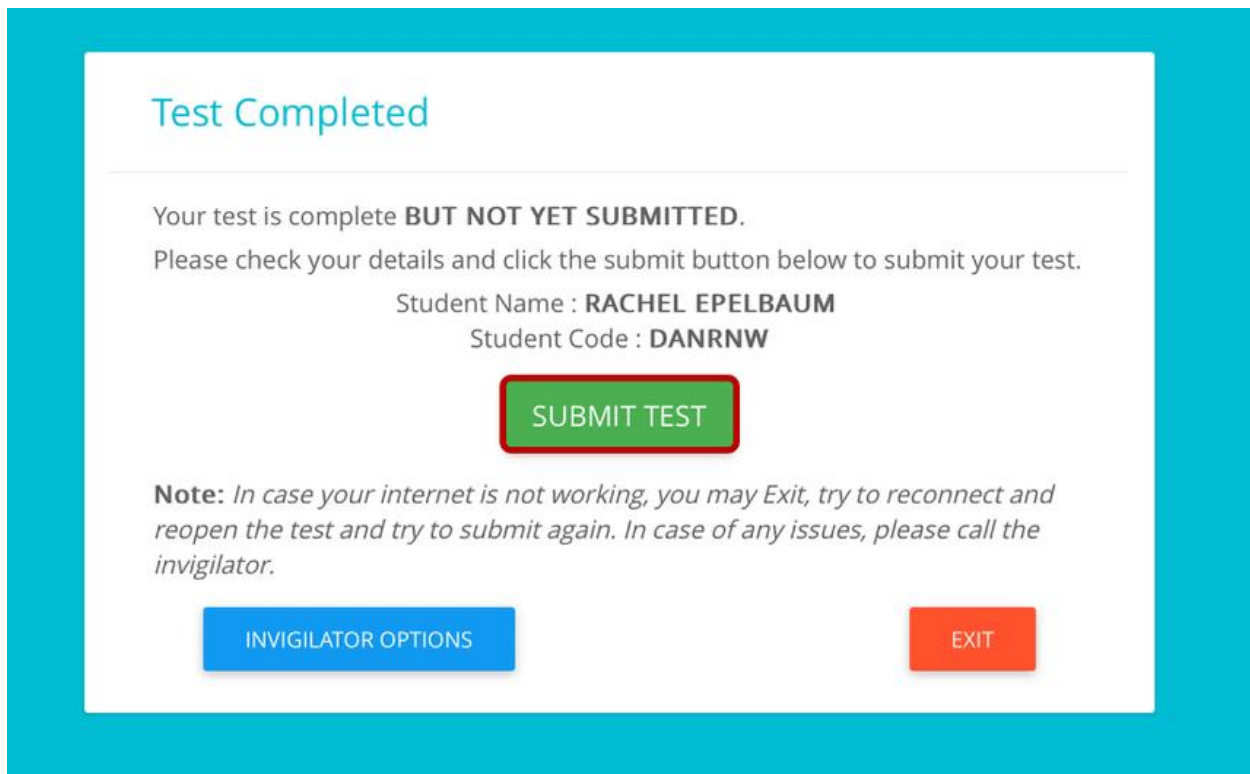 Test Completed
Your test is complete BUT NOT YET SUBMITTED.
Please check your details and click the submit button below to submit your test.
Student Name : RACHEL EPELBAUM
Student Code : DANRNW
SUBMIT TEST
Note: In case your internet is not working, you may Exit, try to reconnect and
reopen the test and try to submit again. In case of any issues, please call the
invigilator.
INVIGILATOR OPTIONS
EXIT